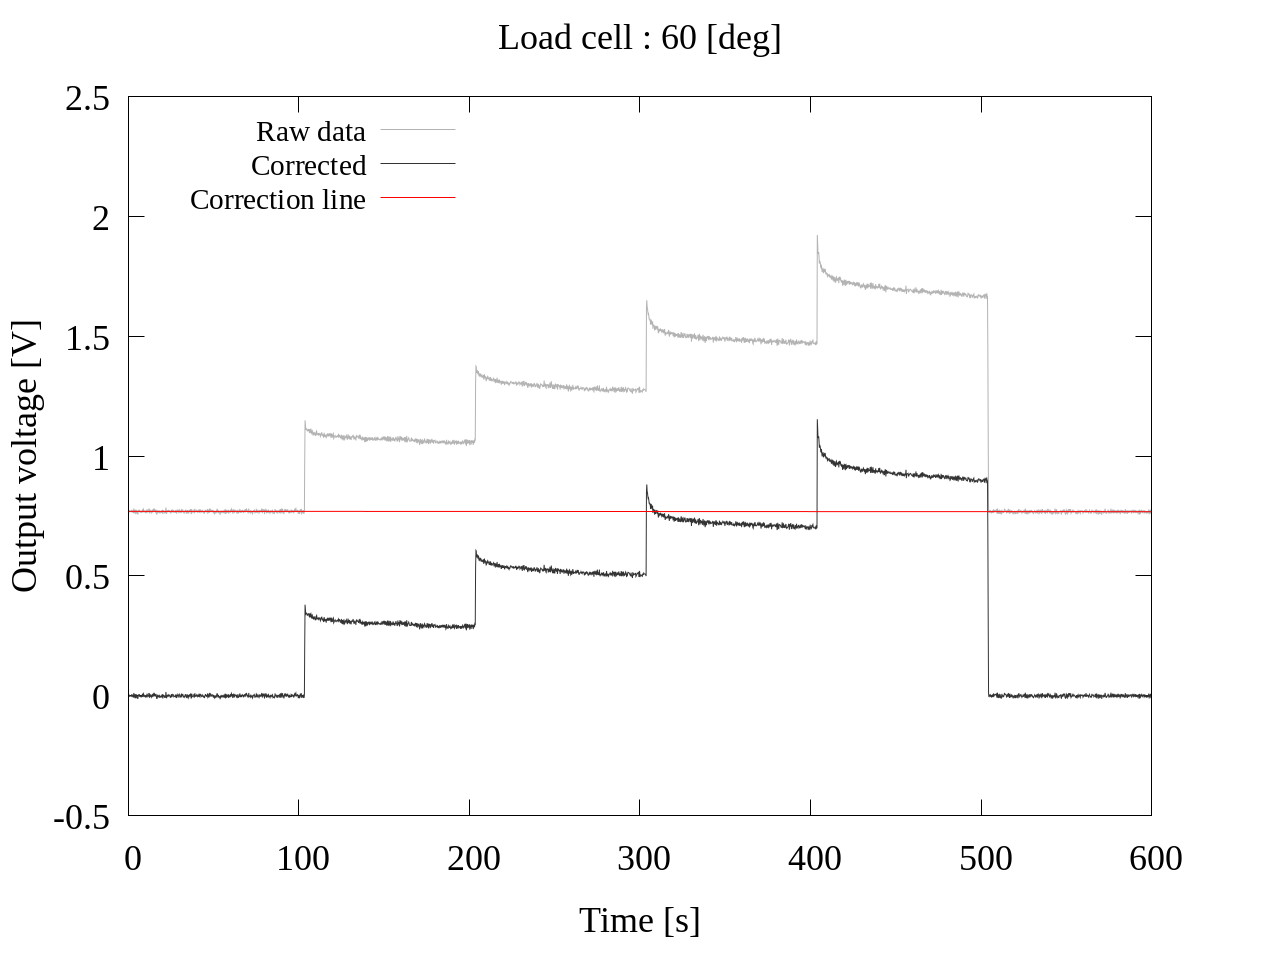 Load cell : 60 [deg]
2.5
Raw data
Corrected
Correction line
2
1.5
1
0.5
0
-0.5
Output voltage [V]
0 100 200 300 400 500 600
Time [s]